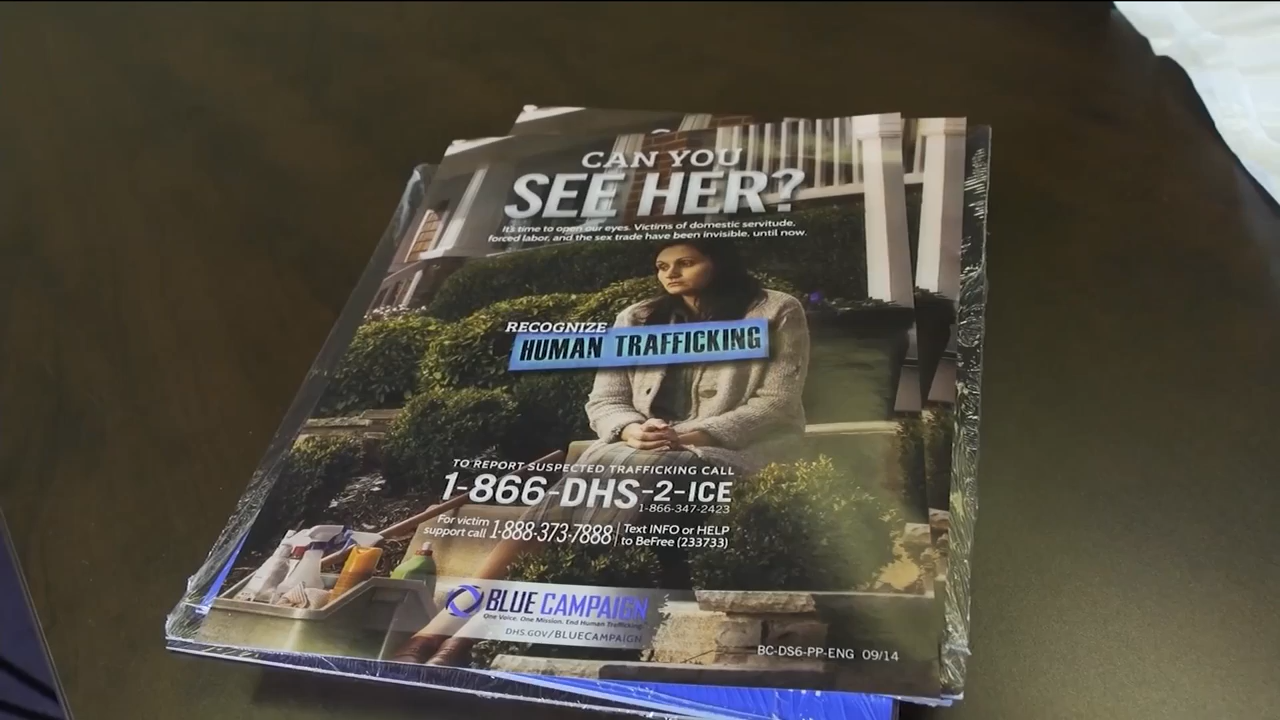 CAN YOU
SEE HER?
It's time to open our eyes. Victims of domestic servitude,
forced labor, and the sex trade have been invisible, until now.
RECOGNIZE
HUMAN TRAFFICKING
TO REPORT SUSPECTED TRAFFICKING CALL
1-866-DHS-2-ICE
1-866-347-2423
For victim
support call 1-888-373-7888
Text INFO or HELP
to BeFree (233733)
BLUE CAMPAIGN
One Voice. One Mission. End Human Trafficking.
DHS.GOV/BLUECAMPAIGN
BC-DS6-PP-ENG 09/14